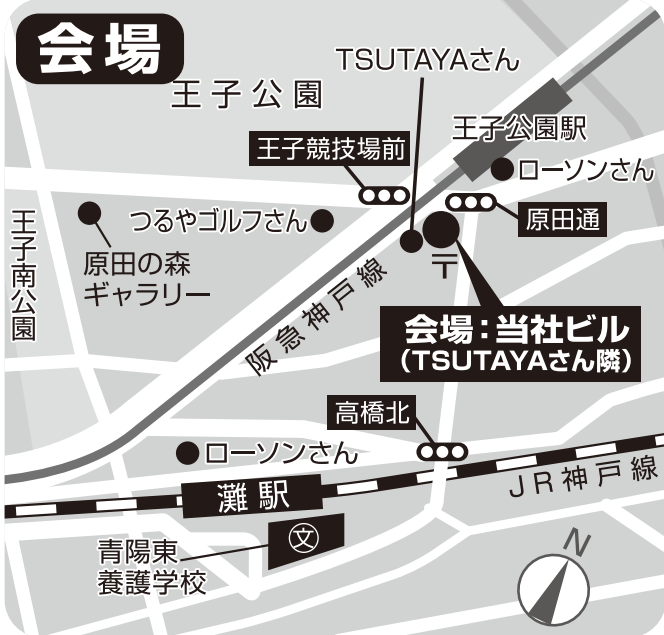 会場
TSUTAYAさん
王子公園
王子公園駅
王子競技場前
ローソンさん
原田通
つるやゴルフさん
王子南公園
原田の森
ギャラリー
〒
阪急神戸線
会場：当社ビル
（TSUTAYAさん隣）
高橋北
ローソンさん
JR神戸線
灘駅
文
青陽東
養護学校
N